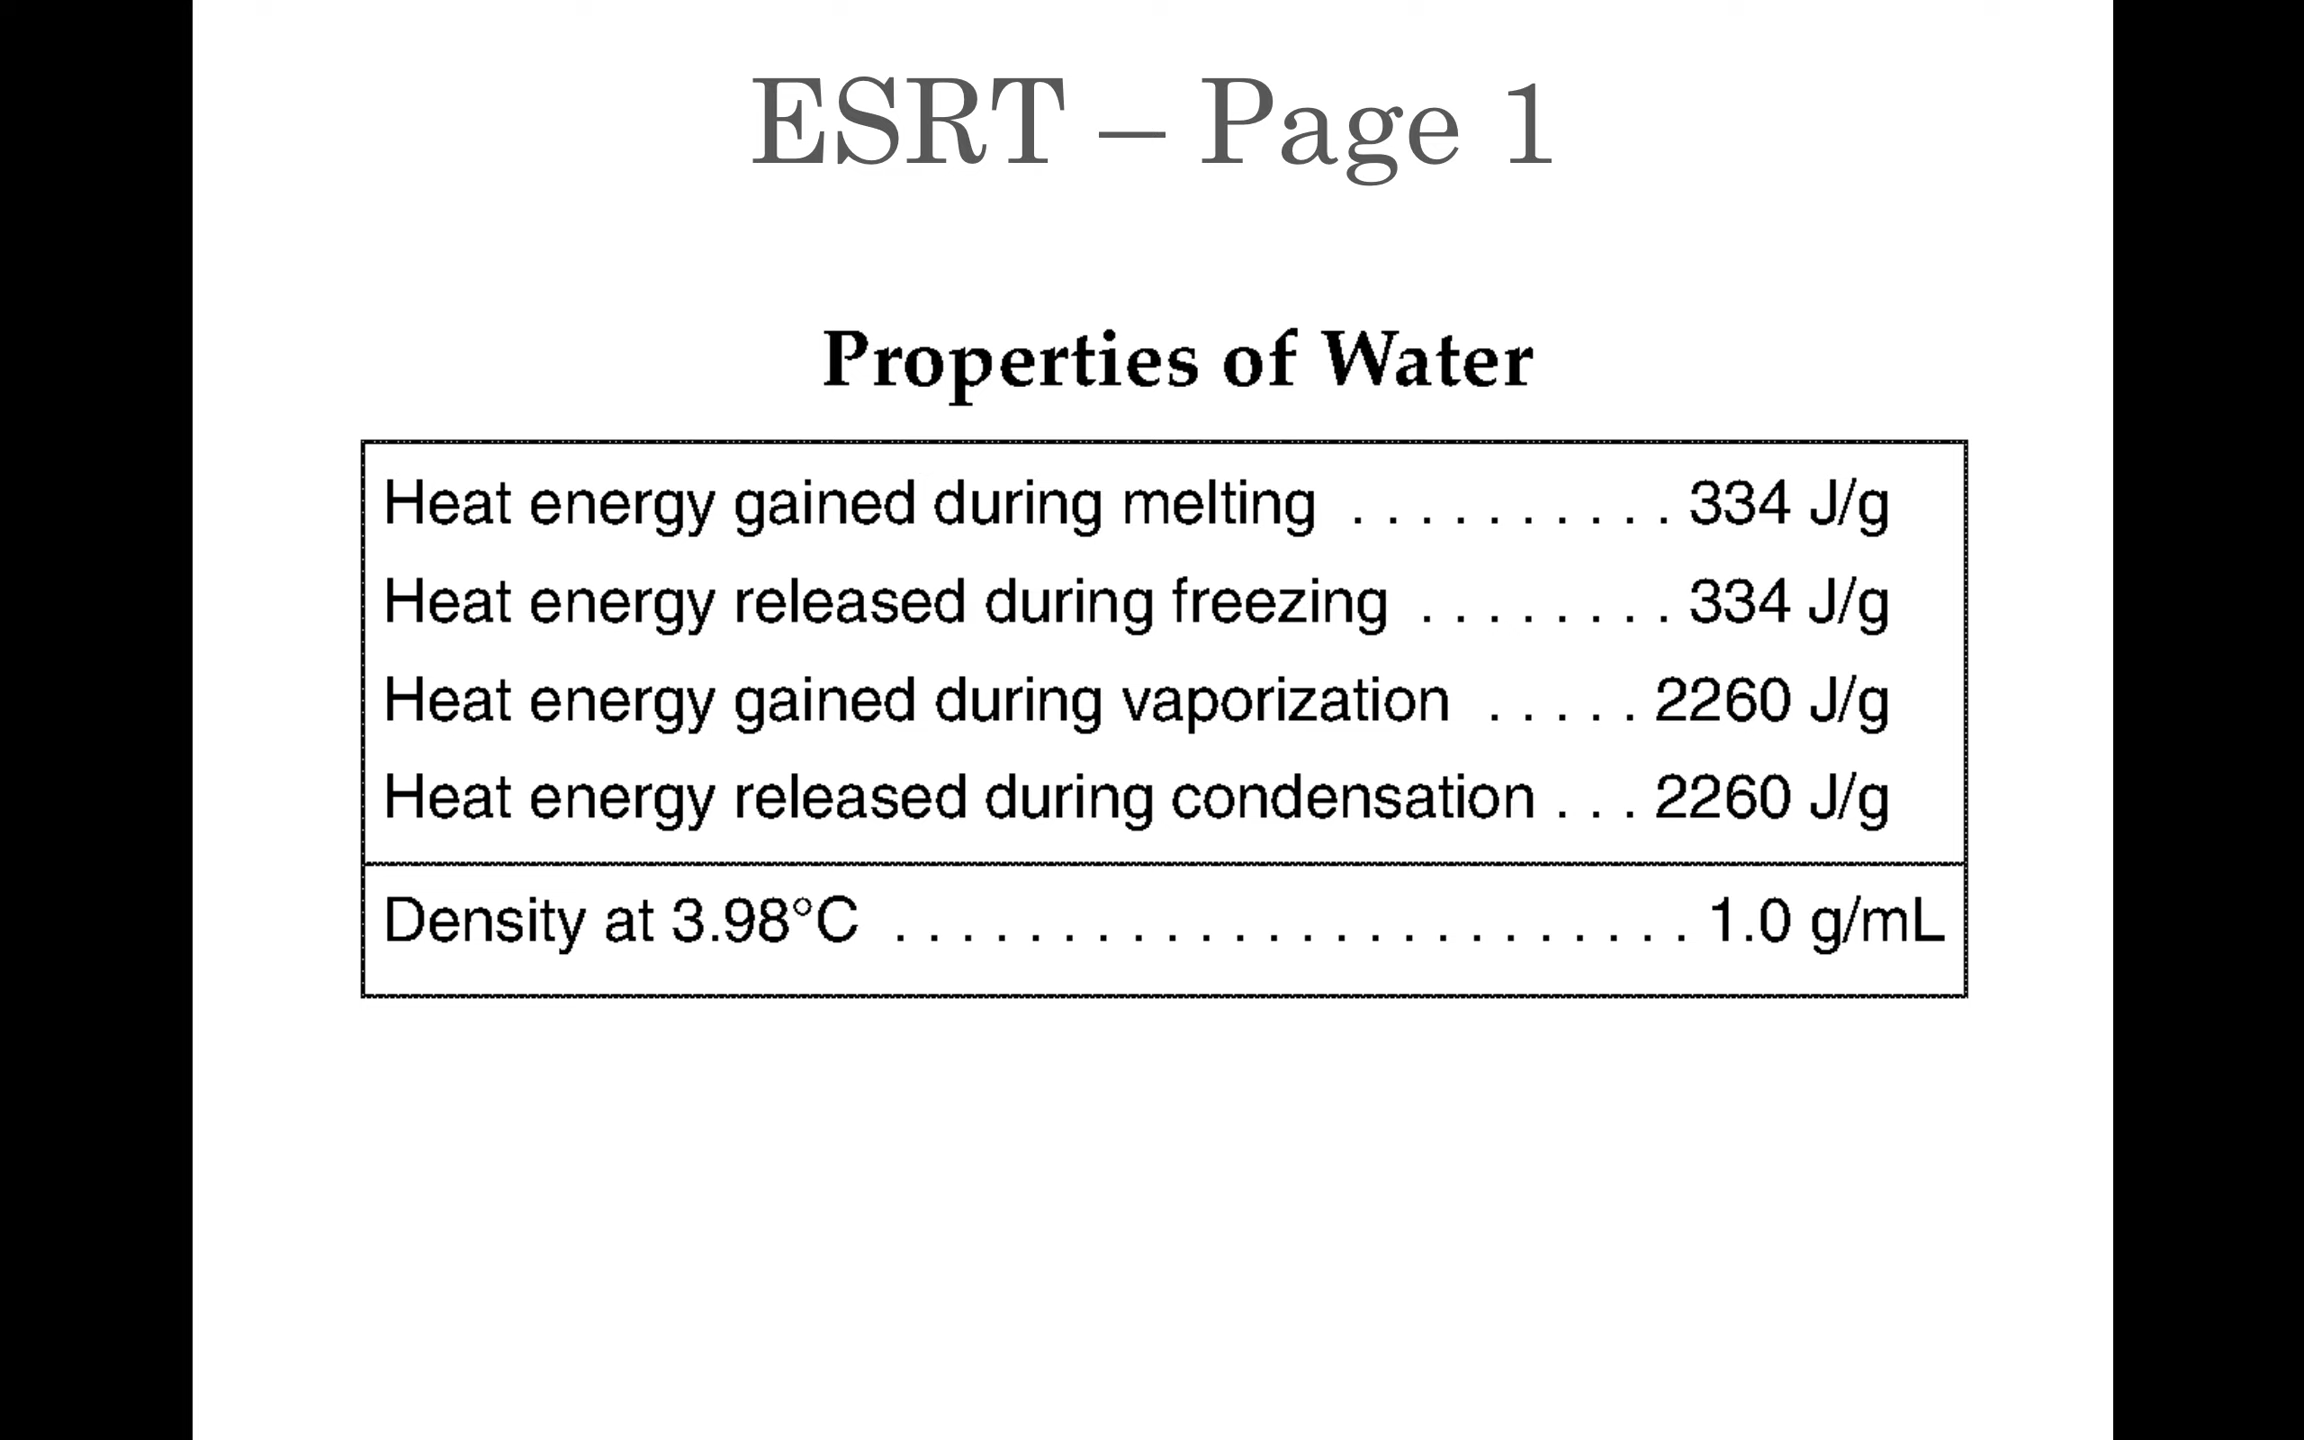 ESRT – Page 1
Properties of Water
Heat energy gained during melting . . . . . . . . . . 334 J/g
Heat energy released during freezing . . . . . . . . 334 J/g
Heat energy gained during vaporization . . . . . 2260 J/g
Heat energy released during condensation . . . 2260 J/g
Density at 3.98°C . . . . . . . . . . . . . . . . . . . . . . . . 1.0 g/mL